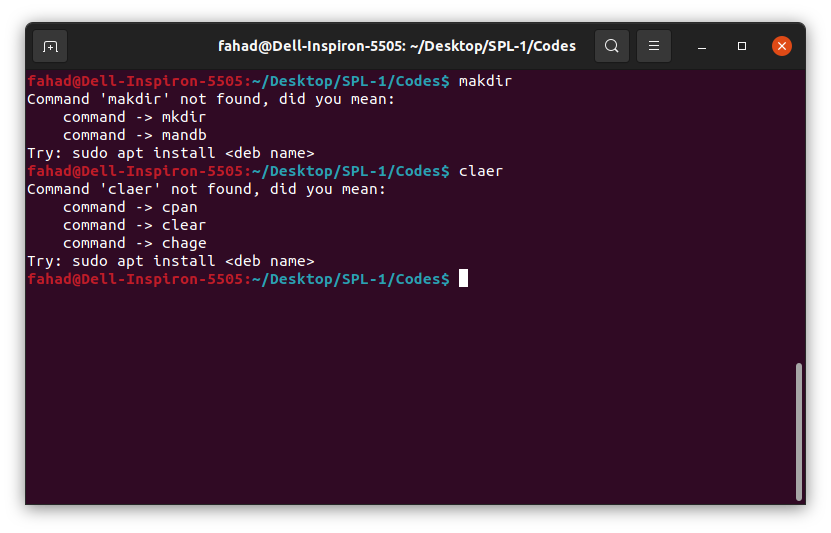 fahad@Dell-Inspiron-5505: ~/Desktop/SPL-1/Codes
fahad@Dell-Inspiron-5505:~/Desktop/SPL-1/Codes$ makdir
Command 'makdir' not found, did you mean:
    command -> mkdir
    command -> mandb
Try: sudo apt install <deb name>
fahad@Dell-Inspiron-5505:~/Desktop/SPL-1/Codes$ claer
Command 'claer' not found, did you mean:
    command -> cpan
    command -> clear
    command -> chage
Try: sudo apt install <deb name>
fahad@Dell-Inspiron-5505:~/Desktop/SPL-1/Codes$